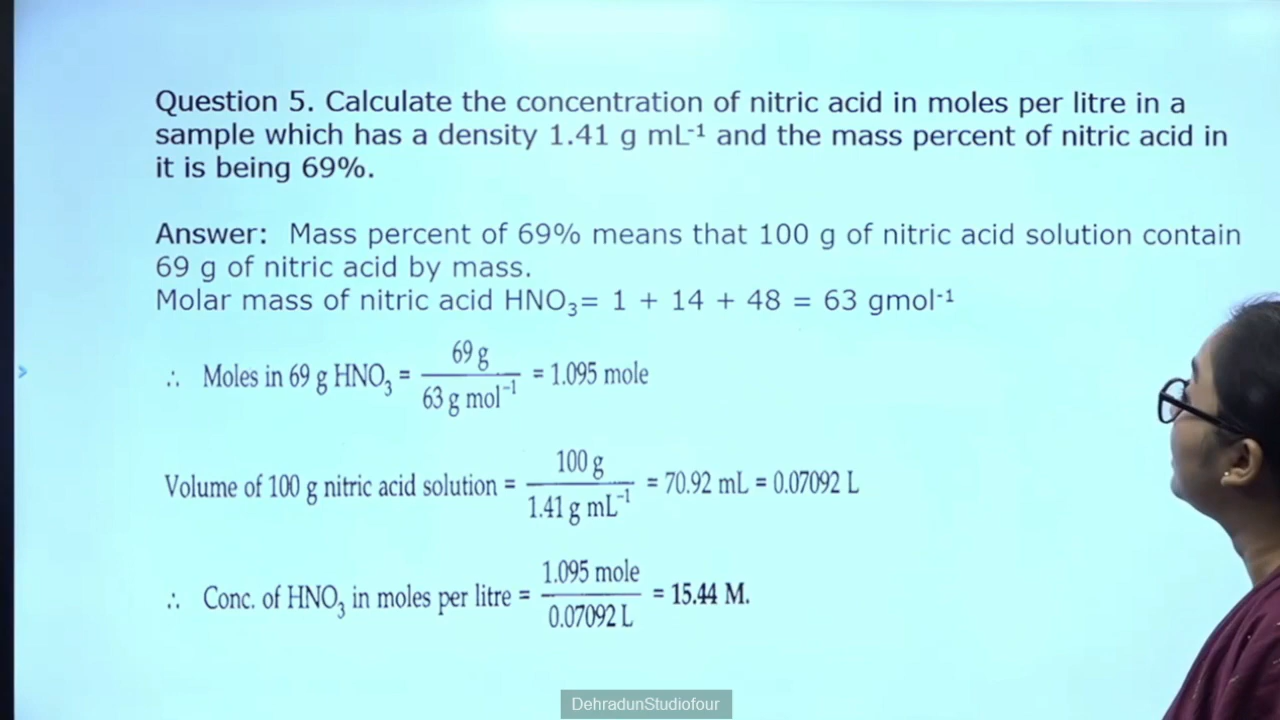 Question 5. Calculate the concentration of nitric acid in moles per litre in a
sample which has a density 1.41 g mL⁻¹ and the mass percent of nitric acid in
it is being 69%.
Answer: Mass percent of 69% means that 100 g of nitric acid solution contain
69 g of nitric acid by mass.
Molar mass of nitric acid HNO₃= 1 + 14 + 48 = 63 gmol⁻¹
∴ Moles in 69 g HNO₃ = 69 g / 63 g mol⁻¹ = 1.095 mole
Volume of 100 g nitric acid solution = 100 g / 1.41 g mL⁻¹ = 70.92 mL = 0.07092 L
∴ Conc. of HNO₃ in moles per litre = 1.095 mole / 0.07092 L = 15.44 M.
DehradunStudiofour